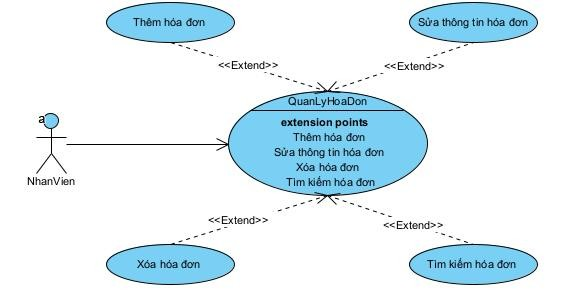 Thêm hóa đơn
Sửa thông tin hóa đơn
<<Extend>>
<<Extend>>
QuanLyHoaDon
extension points
Thêm hóa đơn
Sửa thông tin hóa đơn
Xóa hóa đơn
Tìm kiếm hóa đơn
a
NhanVien
<<Extend>>
<<Extend>>
Xóa hóa đơn
Tìm kiếm hóa đơn